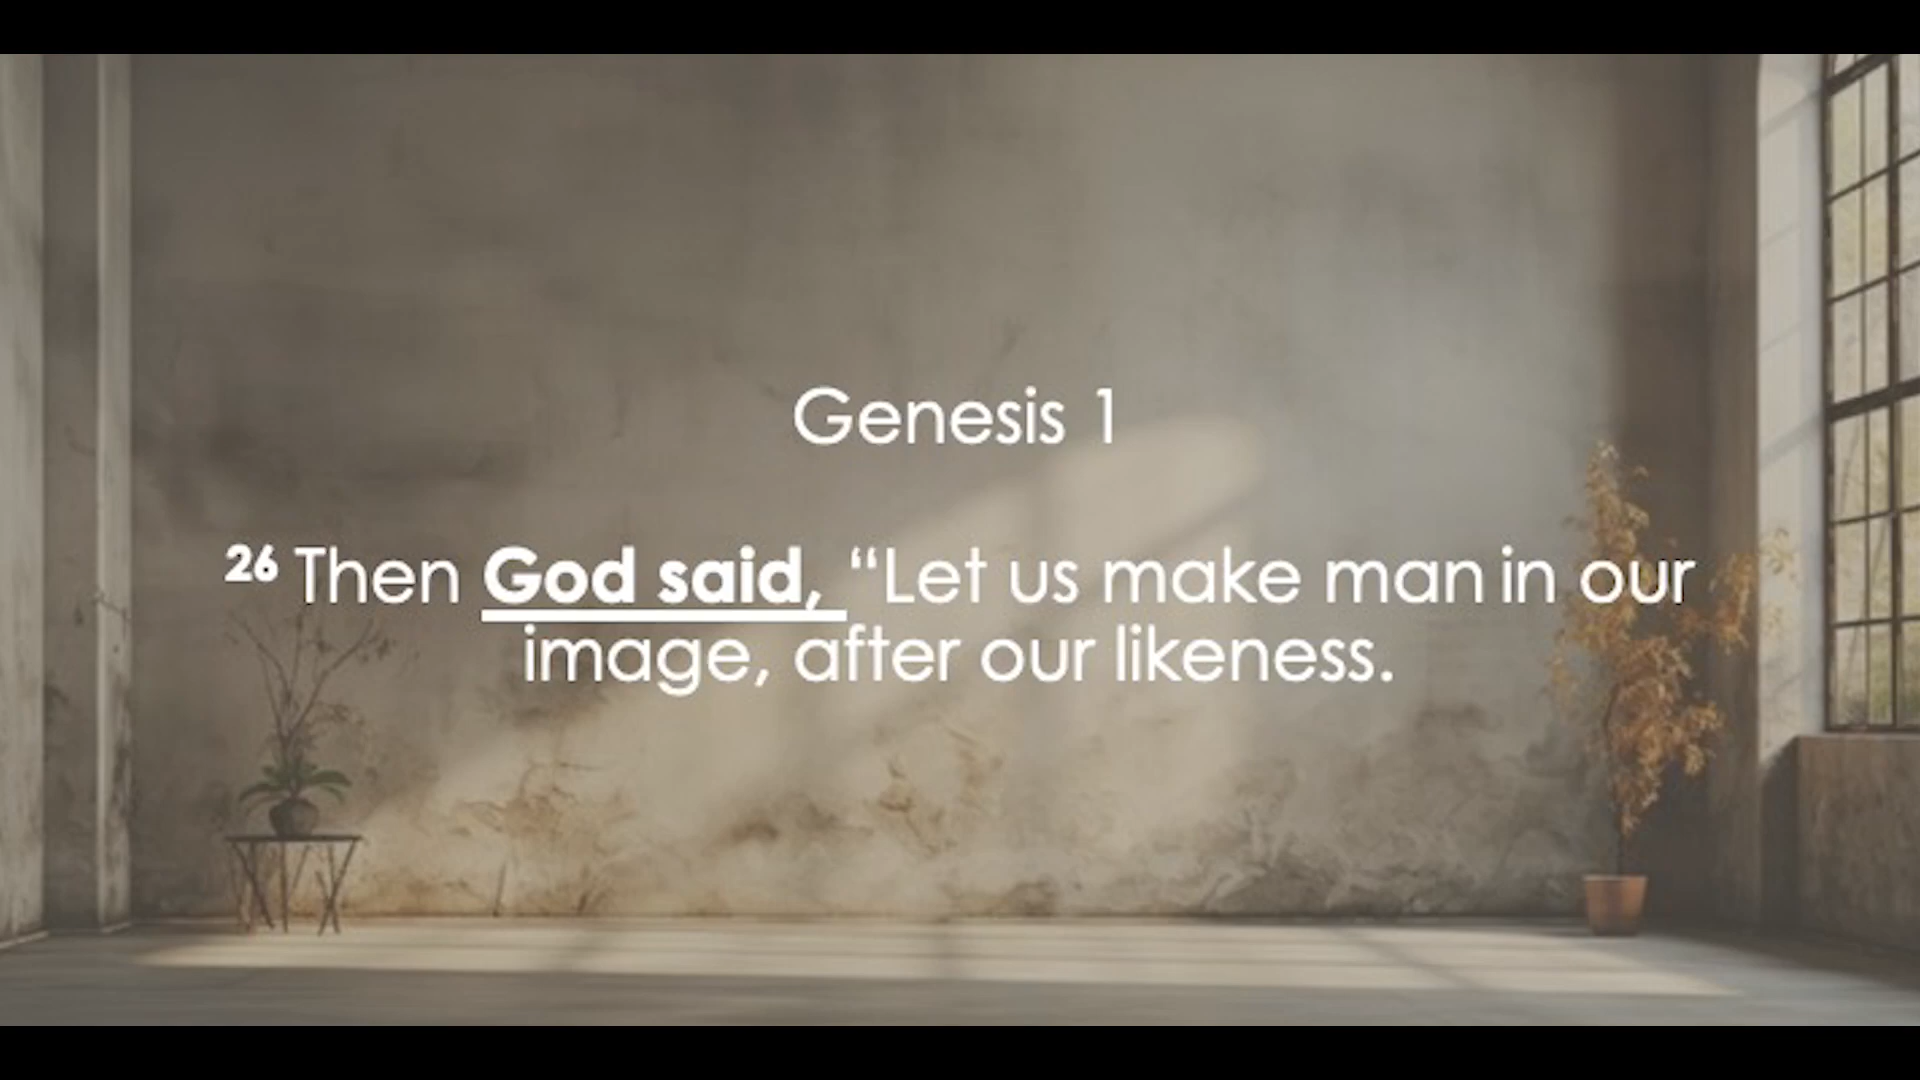 Genesis 1
26 Then God said, “Let us make man in our
image, after our likeness.